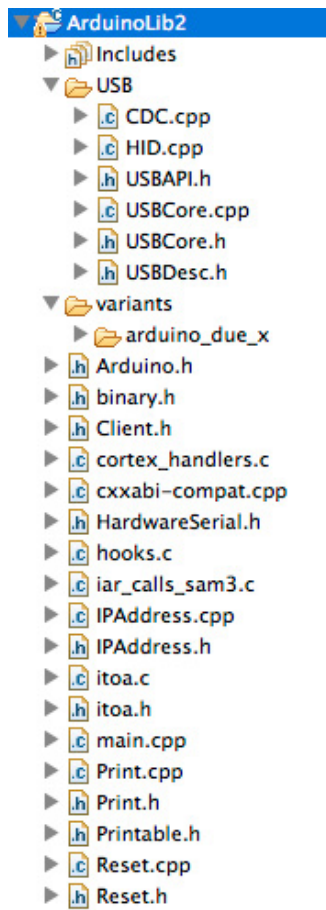 ArduinoLib2
Includes
USB
CDC.cpp
HID.cpp
USBAPI.h
USBCore.cpp
USBCore.h
USBDesc.h
variants
arduino_due_x
Arduino.h
binary.h
Client.h
cortex_handlers.c
cxxabi-compat.cpp
HardwareSerial.h
hooks.c
iar_calls_sam3.c
IPAddress.cpp
IPAddress.h
itoa.c
itoa.h
main.cpp
Print.cpp
Print.h
Printable.h
Reset.cpp
Reset.h